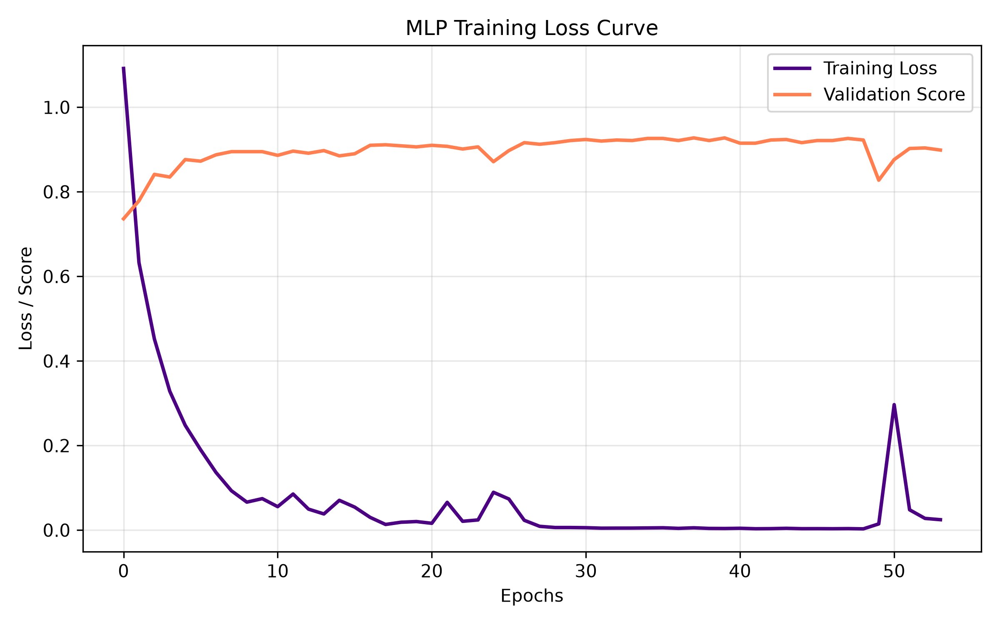 MLP Training Loss Curve
Training Loss
Validation Score
1.0
0.8
0.6
0.4
0.2
0.0
Loss / Score
0 10 20 30 40 50
Epochs